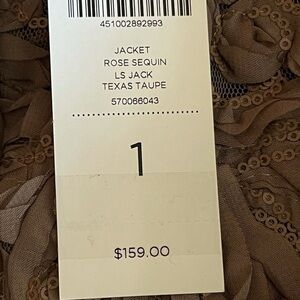 451002892993
JACKET
ROSE SEQUIN
LS JACK
TEXAS TAUPE
570066043
1
$159.00